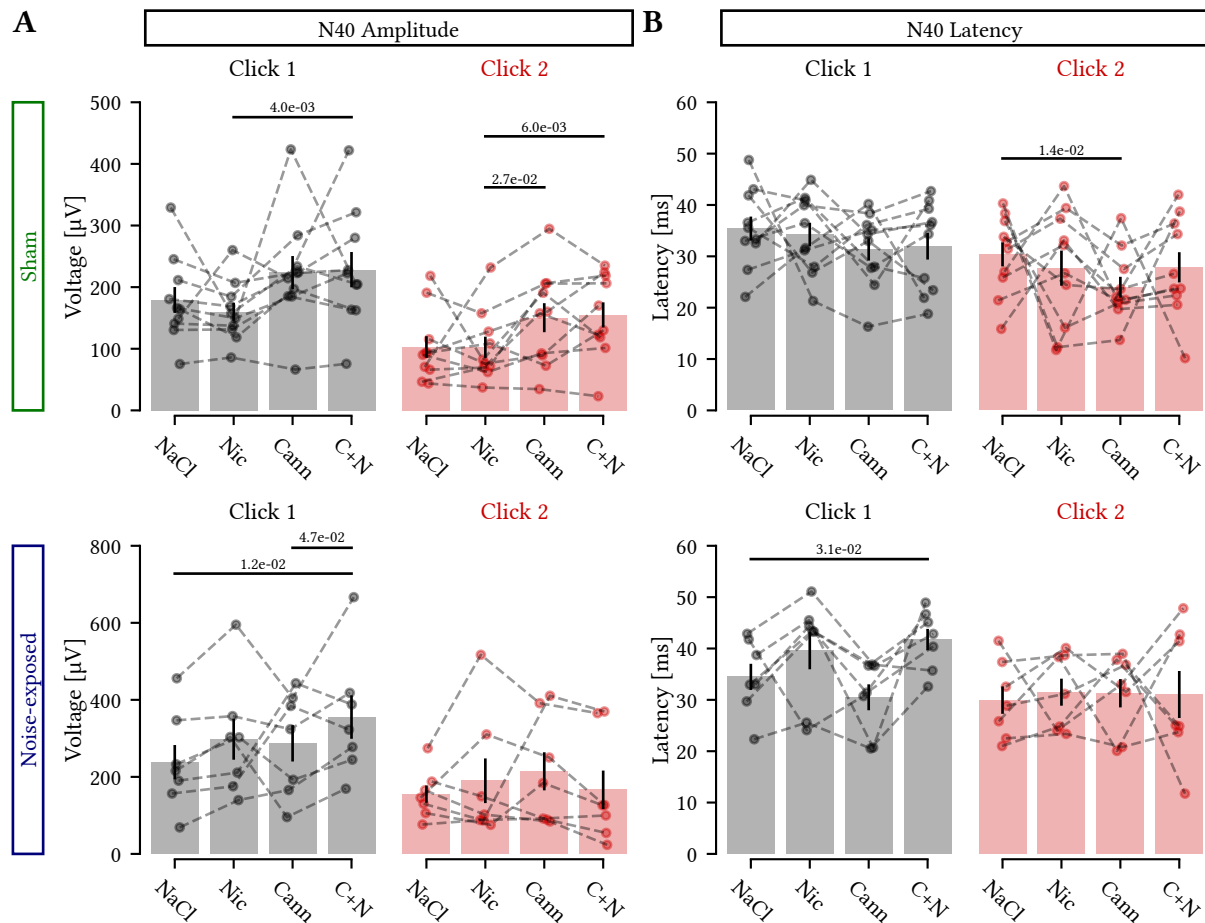 A
N40 Amplitude
B
N40 Latency
Click 1
Click 2
Click 1
Click 2
Sham
Voltage [µV]
500
400
300
200
100
0
4.0e-03
6.0e-03
2.7e-02
NaCl
Nic
Cann
C+N
NaCl
Nic
Cann
C+N
Latency [ms]
60
50
40
30
20
10
0
1.4e-02
NaCl
Nic
Cann
C+N
NaCl
Nic
Cann
C+N
Click 1
Click 2
Click 1
Click 2
Noise-exposed
Voltage [µV]
800
600
400
200
0
4.7e-02
1.2e-02
NaCl
Nic
Cann
C+N
NaCl
Nic
Cann
C+N
Latency [ms]
60
50
40
30
20
10
0
3.1e-02
NaCl
Nic
Cann
C+N
NaCl
Nic
Cann
C+N